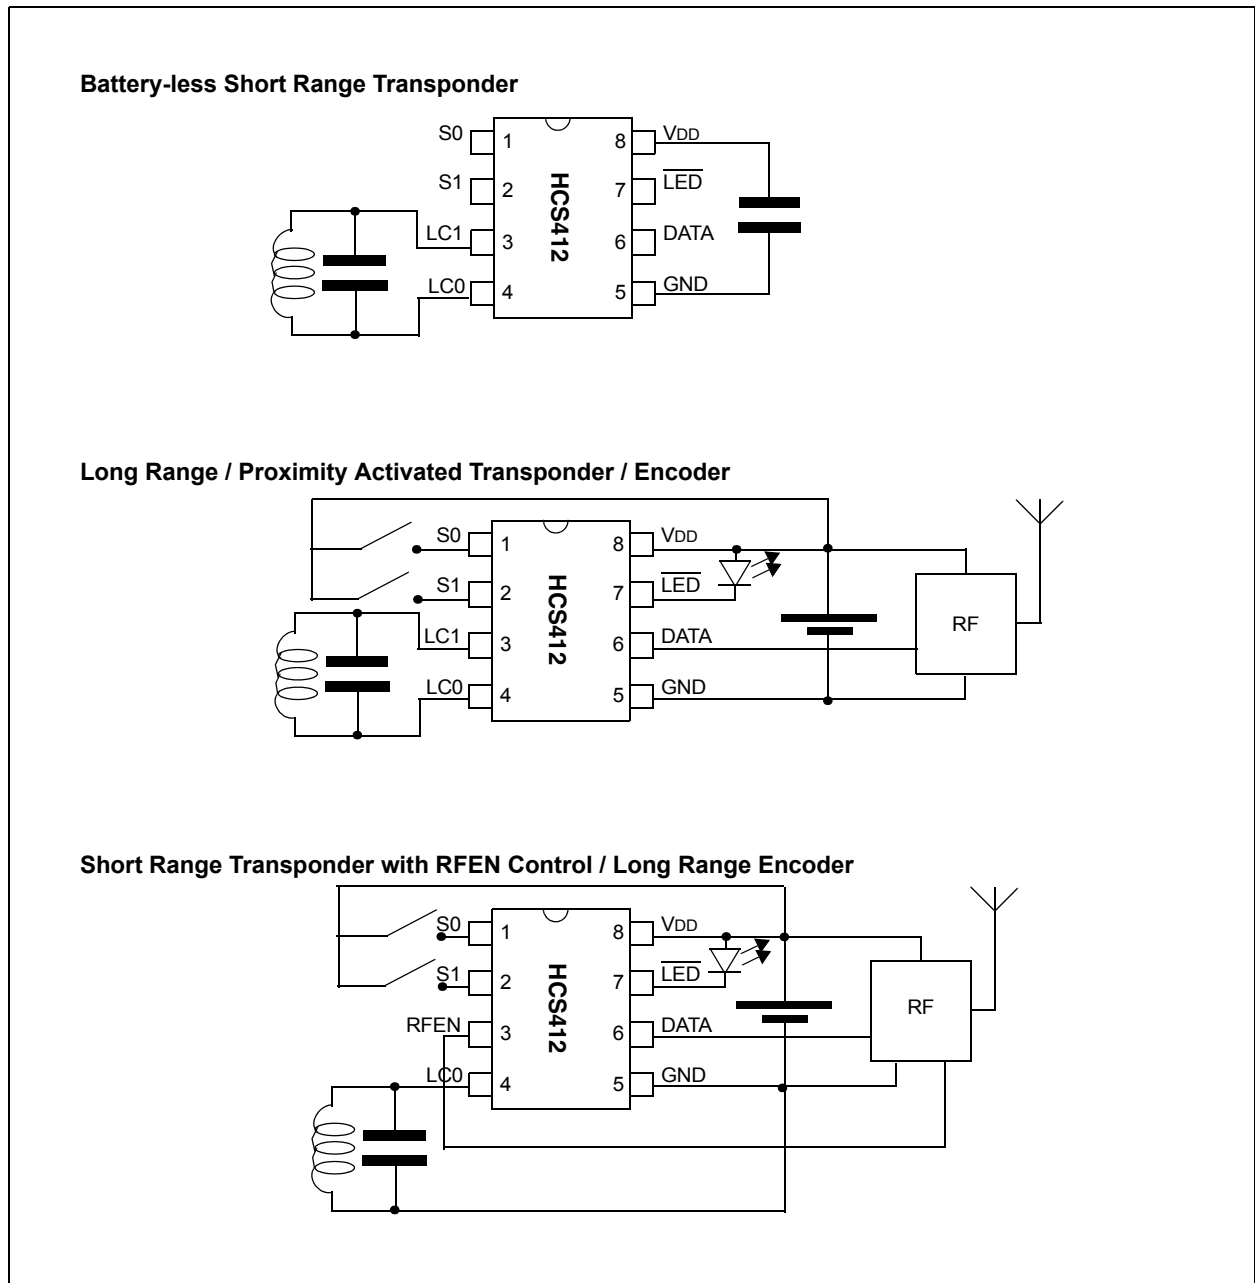 Battery-less Short Range Transponder
S0 1 8 VDD
S1 2 7 LED
LC1 3 6 DATA
LC0 4 5 GND
HCS412
Long Range / Proximity Activated Transponder / Encoder
S0 1 8 VDD
S1 2 7 LED
LC1 3 6 DATA
LC0 4 5 GND
HCS412
RF
Short Range Transponder with RFEN Control / Long Range Encoder
S0 1 8 VDD
S1 2 7 LED
RFEN 3 6 DATA
LC0 4 5 GND
HCS412
RF